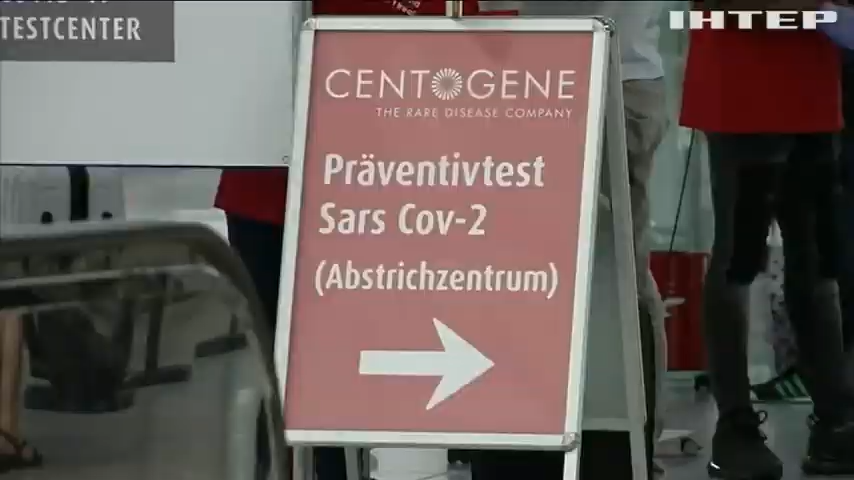 TESTCENTER
ІНТЕР
CENTOGENE
THE RARE DISEASE COMPANY
Präventivtest
Sars Cov-2
(Abstrichzentrum)